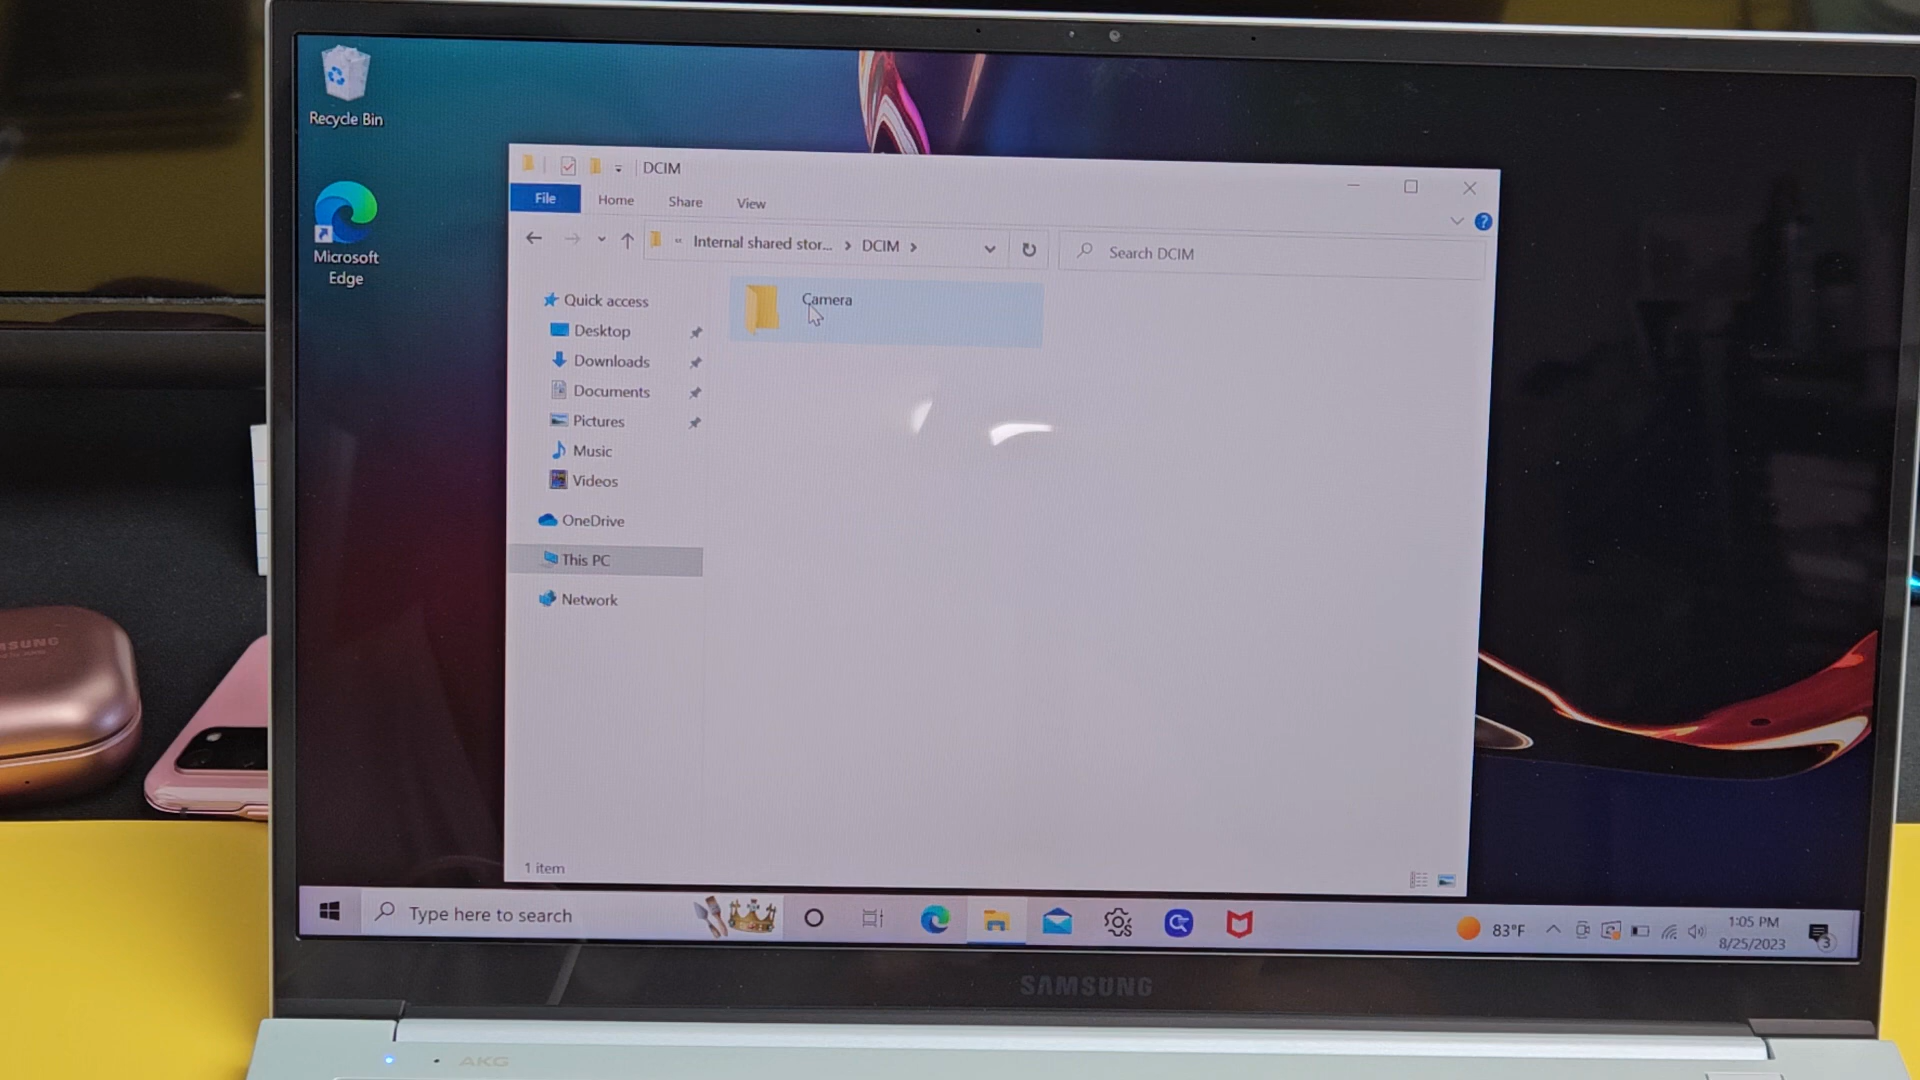 Recycle Bin
Microsoft
Edge
DCIM
File
Home
Share
View
?
« Internal shared stor... > DCIM >
Search DCIM
Quick access
Desktop
Downloads
Documents
Pictures
Music
Videos
OneDrive
This PC
Network
Camera
1 item
Type here to search
83°F
1:05 PM
8/25/2023
3
SAMSUNG
AKG